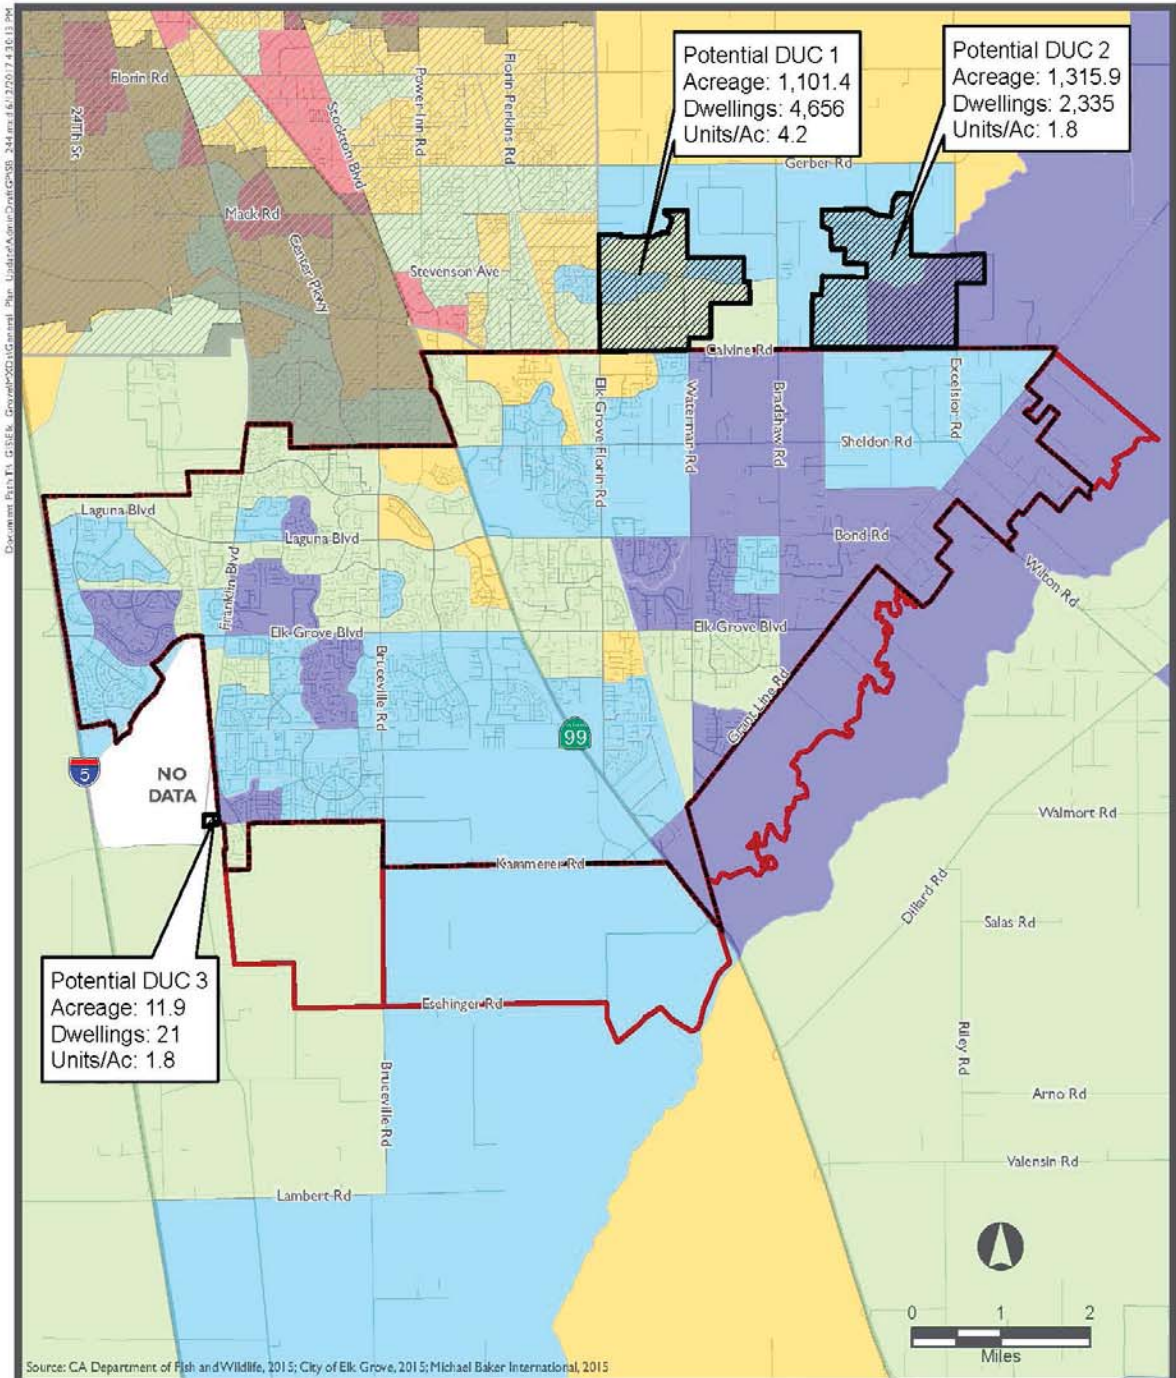 Potential DUC 1
Acreage: 1,101.4
Dwellings: 4,656
Units/Ac: 4.2
Potential DUC 2
Acreage: 1,315.9
Dwellings: 2,335
Units/Ac: 1.8
Florin Rd
24Th St
Stockton Blvd
Power Inn Rd
Florin Perkins Rd
Gerber Rd
Mack Rd
Center Pkwy
Stevenson Ave
Calvine Rd
Elk Grove Florin Rd
Waterman Rd
Bradshaw Rd
Excelsior Rd
Sheldon Rd
Laguna Blvd
Laguna Blvd
Bond Rd
Franklin Blvd
Wilton Rd
Elk Grove Blvd
Elk Grove Blvd
Bruceville Rd
Grant Line Rd
99
5
NO
DATA
Walmort Rd
Kammerer Rd
Dillard Rd
Salas Rd
Potential DUC 3
Acreage: 11.9
Dwellings: 21
Units/Ac: 1.8
Eschinger Rd
Riley Rd
Bruceville Rd
Arno Rd
Valensin Rd
Lambert Rd
0 1 2
Miles
Source: CA Department of Fish and Wildlife, 2015; City of Elk Grove, 2015; Michael Baker International, 2015